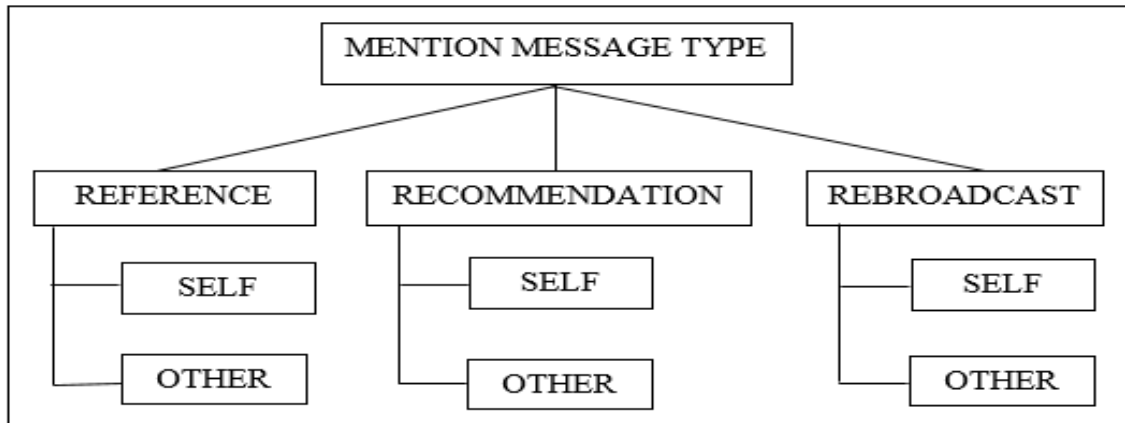 MENTION MESSAGE TYPE
REFERENCE
RECOMMENDATION
REBROADCAST
SELF
SELF
SELF
OTHER
OTHER
OTHER